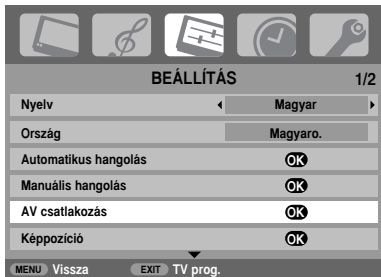 BEÁLLÍTÁS 1/2
Nyelv Magyar
Ország Magyaro.
Automatikus hangolás OK
Manuális hangolás OK
AV csatlakozás OK
Képpozíció OK
MENU Vissza EXIT TV prog.